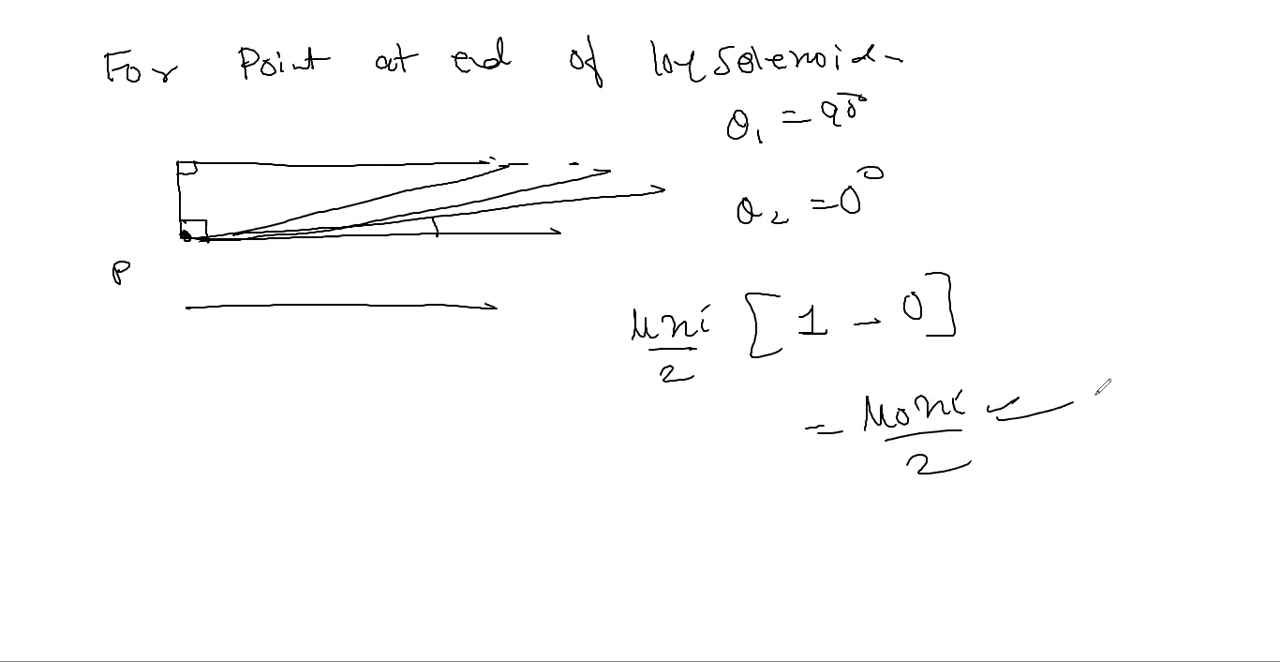 For Point at end of long Solenoid-
θ₁ = 90°
θ₂ = 0°
P
μni/2 [1 - 0]
= μ₀ni/2